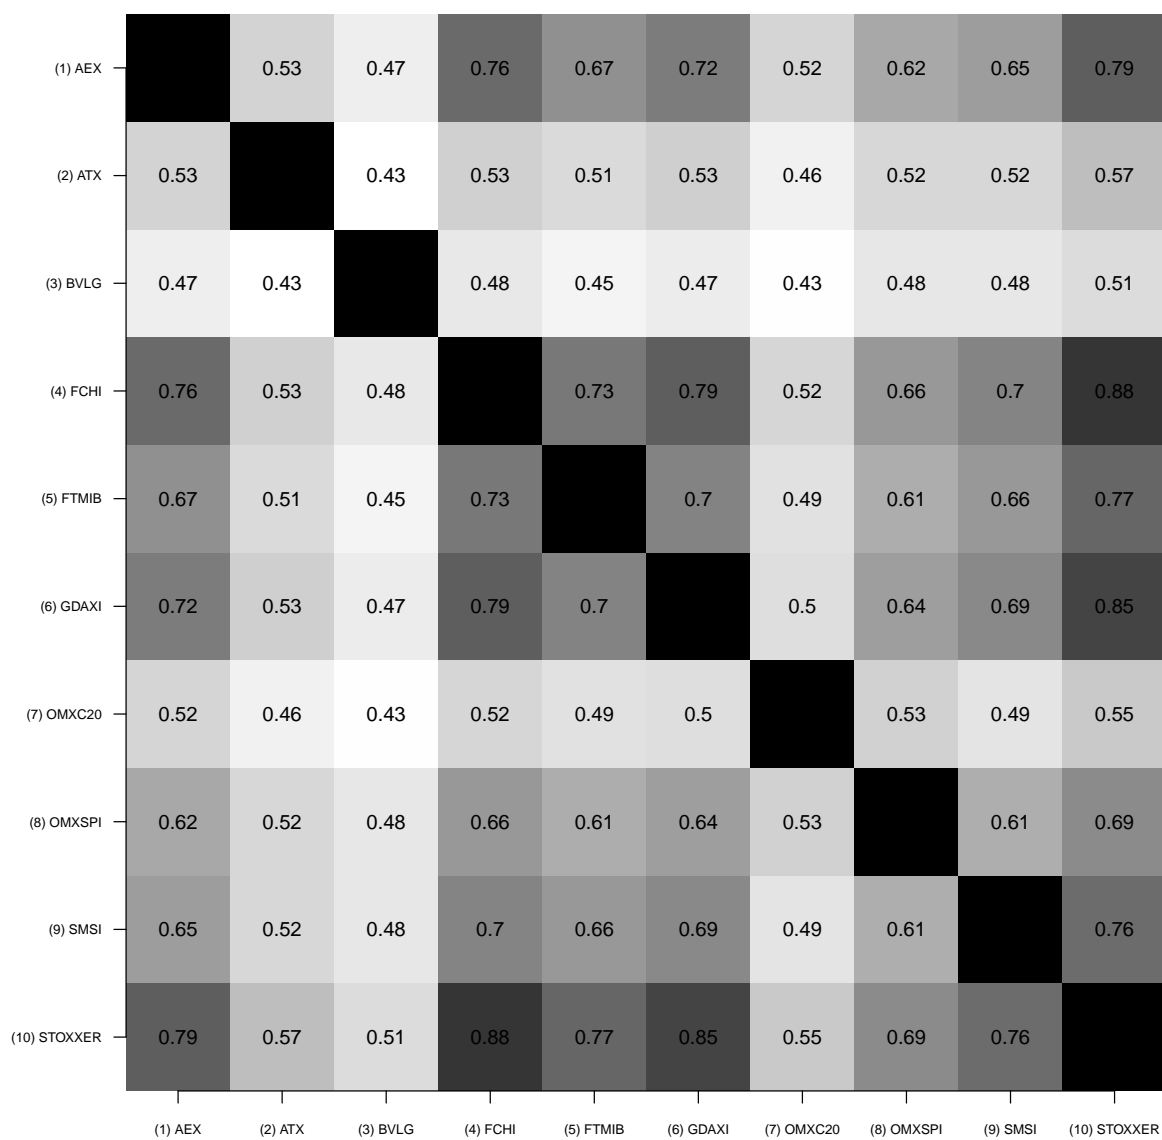 (1) AEX 0.53 0.47 0.76 0.67 0.72 0.52 0.62 0.65 0.79
(2) ATX 0.53 0.43 0.53 0.51 0.53 0.46 0.52 0.52 0.57
(3) BVLG 0.47 0.43 0.48 0.45 0.47 0.43 0.48 0.48 0.51
(4) FCHI 0.76 0.53 0.48 0.73 0.79 0.52 0.66 0.7 0.88
(5) FTMIB 0.67 0.51 0.45 0.73 0.7 0.49 0.61 0.66 0.77
(6) GDAXI 0.72 0.53 0.47 0.79 0.7 0.5 0.64 0.69 0.85
(7) OMXC20 0.52 0.46 0.43 0.52 0.49 0.5 0.53 0.49 0.55
(8) OMXSPI 0.62 0.52 0.48 0.66 0.61 0.64 0.53 0.61 0.69
(9) SMSI 0.65 0.52 0.48 0.7 0.66 0.69 0.49 0.61 0.76
(10) STOXXER 0.79 0.57 0.51 0.88 0.77 0.85 0.55 0.69 0.76
(1) AEX (2) ATX (3) BVLG (4) FCHI (5) FTMIB (6) GDAXI (7) OMXC20 (8) OMXSPI (9) SMSI (10) STOXXER